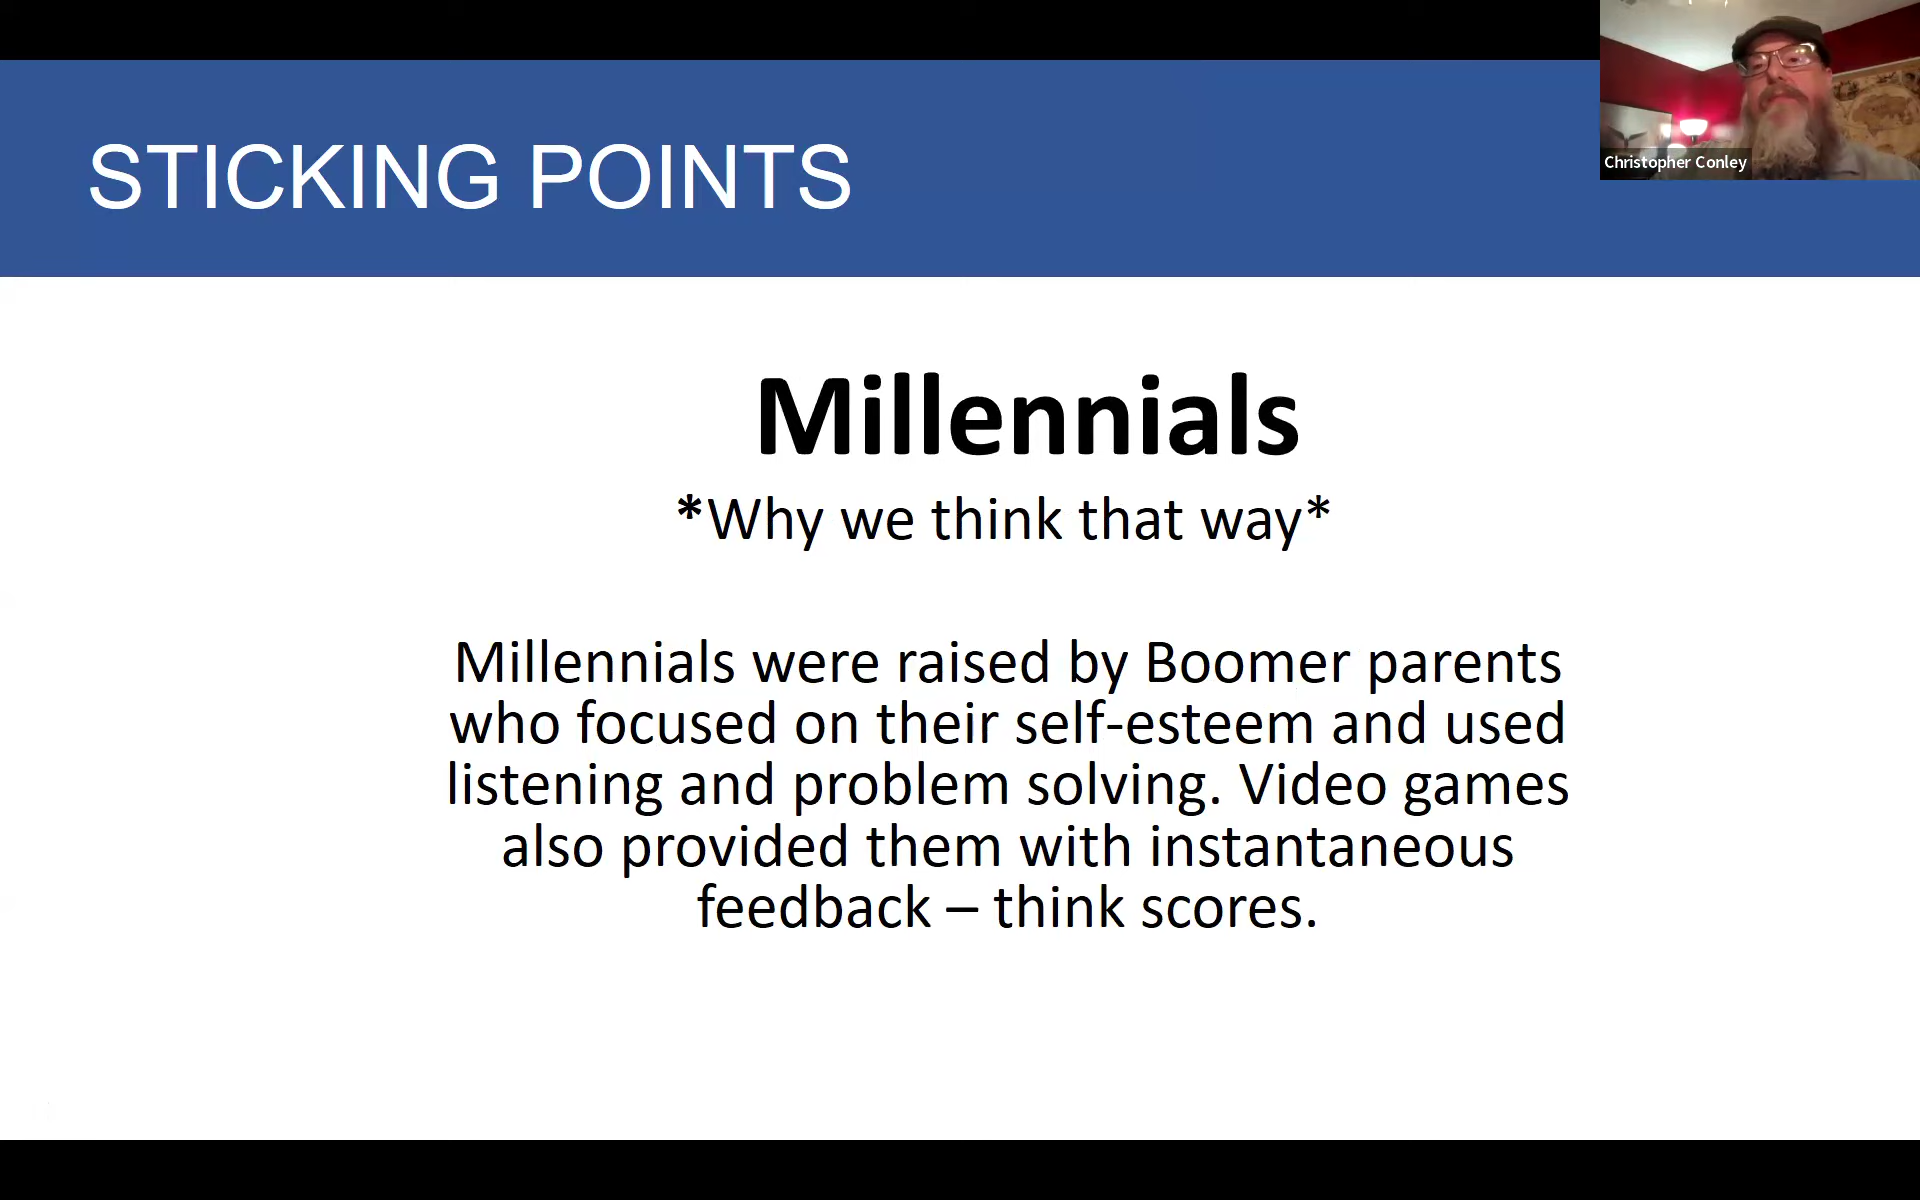 STICKING POINTS
Christopher Conley
Millennials
*Why we think that way*
Millennials were raised by Boomer parents
who focused on their self-esteem and used
listening and problem solving. Video games
also provided them with instantaneous
feedback – think scores.